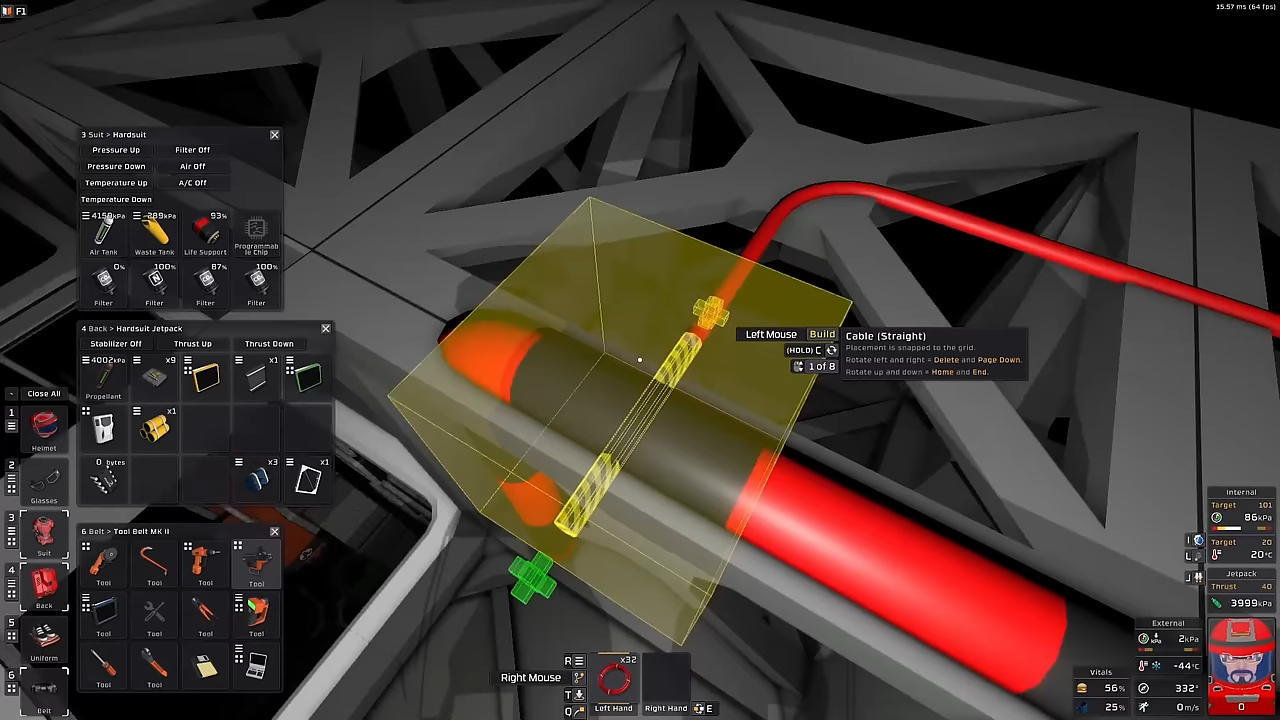 F1
15.57 ms (64 fps)
3 Suit > Hardsuit
Pressure Up
Filter Off
Pressure Down
Air Off
Temperature Up
A/C Off
Temperature Down
93%
Air Tank
Waste Tank
Life Support
Programmab
le Chip
0%
100%
87%
100%
Filter
Filter
Filter
Filter
4 Back > Hardsuit Jetpack
Stabilizer Off
Thrust Up
Thrust Down
4002kPa
x9
x1
Propellant
x1
0 bytes
x3
x1
Close All
1
Helmet
2
Glasses
3
Suit
4
Back
5
Uniform
6
Belt
6 Belt > Tool Belt MK II
Tool
Tool
Tool
Tool
Tool
Tool
Tool
Tool
Tool
Tool
Left Mouse
Build
(HOLD) C
1 of 8
Cable (Straight)
Placement is snapped to the grid.
Rotate left and right = Delete and Page Down.
Rotate up and down = Home and End.
Right Mouse
R
T
Q
x32
Left Hand
Right Hand
E
Internal
Target 101
86kPa
Target 20
20°C
Jetpack
Thrust 40
3999kPa
I
L
J
External
2kPa
-44°C
332°
0m/s
Vitals
56%
25%
0